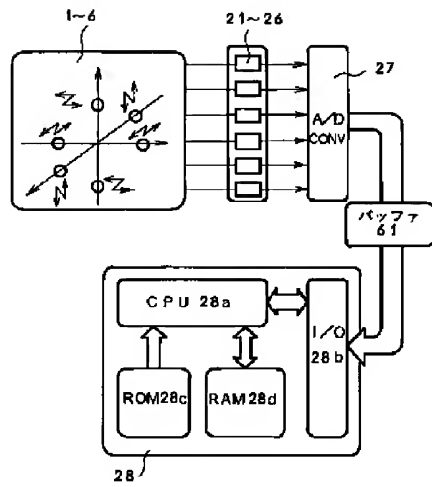 1~6
21~26
27
A/D
CONV
バッファ
61
CPU 28a
I/O
28b
ROM28c
RAM28d
28